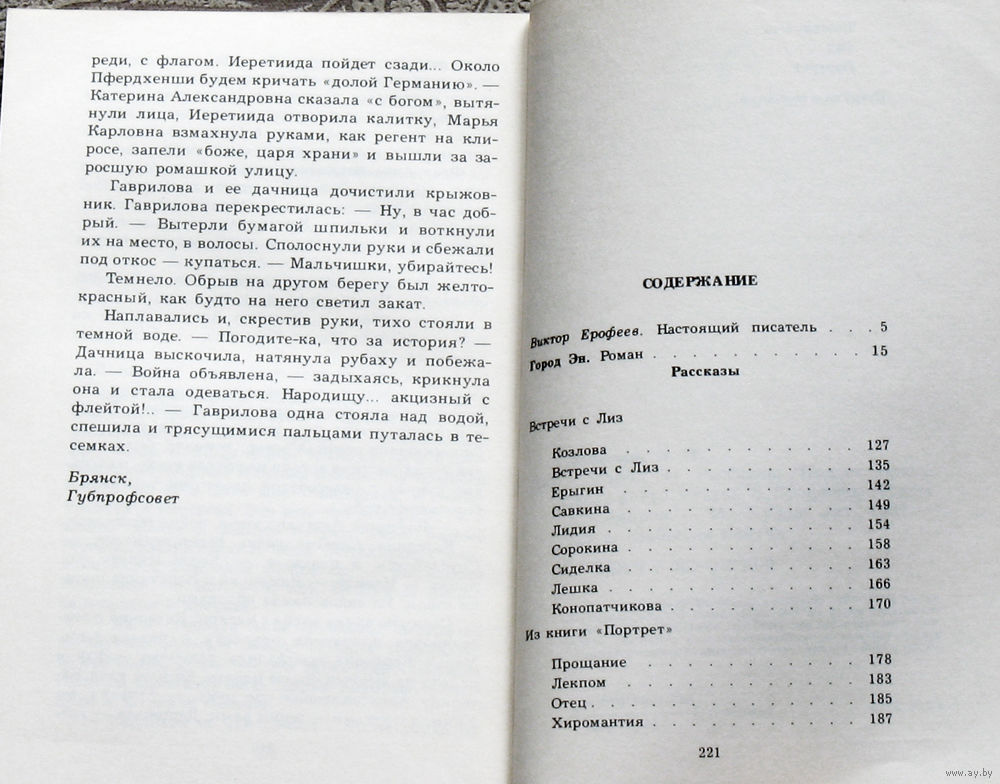 реди, с флагом. Иеретиида пойдет сзади... Около
Пфердхенши будем кричать «долой Германию». —
Катерина Александровна сказала «с богом», вытя-
нули лица, Иеретиида отворила калитку, Марья
Карловна взмахнула руками, как регент на кли-
росе, запели «боже, царя храни» и вышли за за-
росшую ромашкой улицу.
Гаврилова и ее дачница дочистили крыжов-
ник. Гаврилова перекрестилась: — Ну, в час доб-
рый. — Вытерли бумагой шпильки и воткнули
их на место, в волосы. Сполоснули руки и сбежали
под откос — купаться. — Мальчишки, убирайтесь!
Темнело. Обрыв на другом берегу был желто-
красный, как будто на него светил закат.
Наплавались и, скрестив руки, тихо стояли в
темной воде. — Погодите-ка, что за история? —
Дачница выскочила, натянула рубаху и побежа-
ла. — Война объявлена, — задыхаясь, крикнула
она и стала одеваться. Народищу... акцизный с
флейтой!.. — Гаврилова одна стояла над водой,
спешила и трясущимися пальцами путалась в те-
семках.
Брянск,
Губпрофсовет
СОДЕРЖАНИЕ
Виктор Ерофеев. Настоящий писатель . . . 5
Город Эн. Роман . . . . . . . . . . . 15
Рассказы
Встречи с Лиз
Козлова . . . . . . . . . . . 127
Встречи с Лиз . . . . . . . . . . 135
Ерыгин . . . . . . . . . . . 142
Савкина . . . . . . . . . . . 149
Лидия . . . . . . . . . . . . 154
Сорокина . . . . . . . . . . . 158
Сиделка . . . . . . . . . . . 163
Лешка . . . . . . . . . . . . 166
Конопатчикова . . . . . . . . . . 170
Из книги «Портрет»
Прощание . . . . . . . . . . . 178
Лекпом . . . . . . . . . . . 183
Отец . . . . . . . . . . . . . 185
Хиромантия . . . . . . . . . . 187
221
www.ay.by